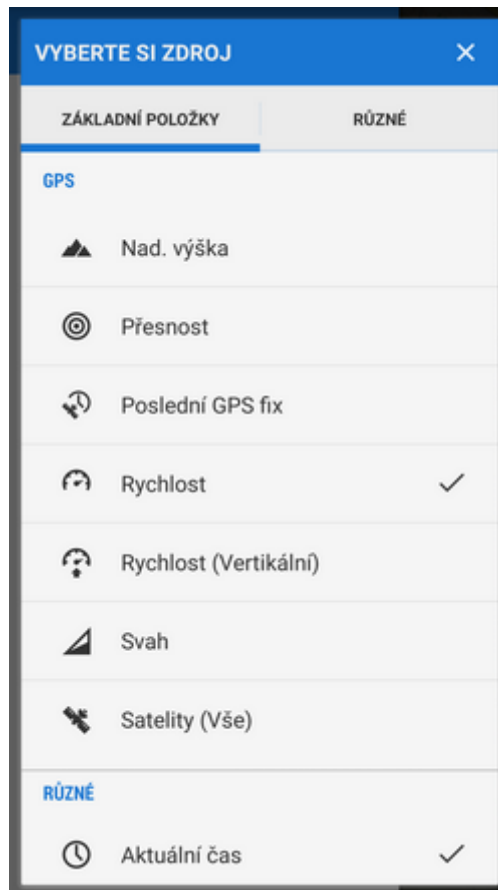 VYBERTE SI ZDROJ
ZÁKLADNÍ POLOŽKY
RŮZNÉ
GPS
Nad. výška
Přesnost
Poslední GPS fix
Rychlost
Rychlost (Vertikální)
Svah
Satelity (Vše)
RŮZNÉ
Aktuální čas